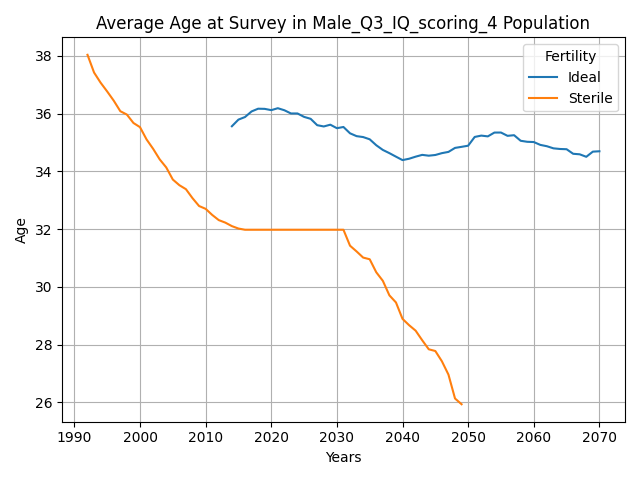 Average Age at Survey in Male_Q3_IQ_scoring_4 Population
Fertility
Ideal
Sterile
Age
38
36
34
32
30
28
26
1990 2000 2010 2020 2030 2040 2050 2060 2070
Years